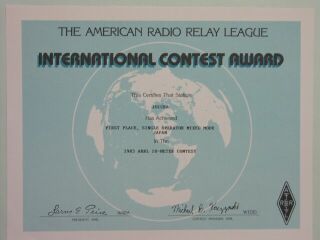 THE AMERICAN RADIO RELAY LEAGUE
INTERNATIONAL CONTEST AWARD
This Certifies That Station
Has Achieved
FIRST PLACE, SINGLE OPERATOR MIXED MODE
JAPAN
In The
1985 ARRL 10-METER CONTEST